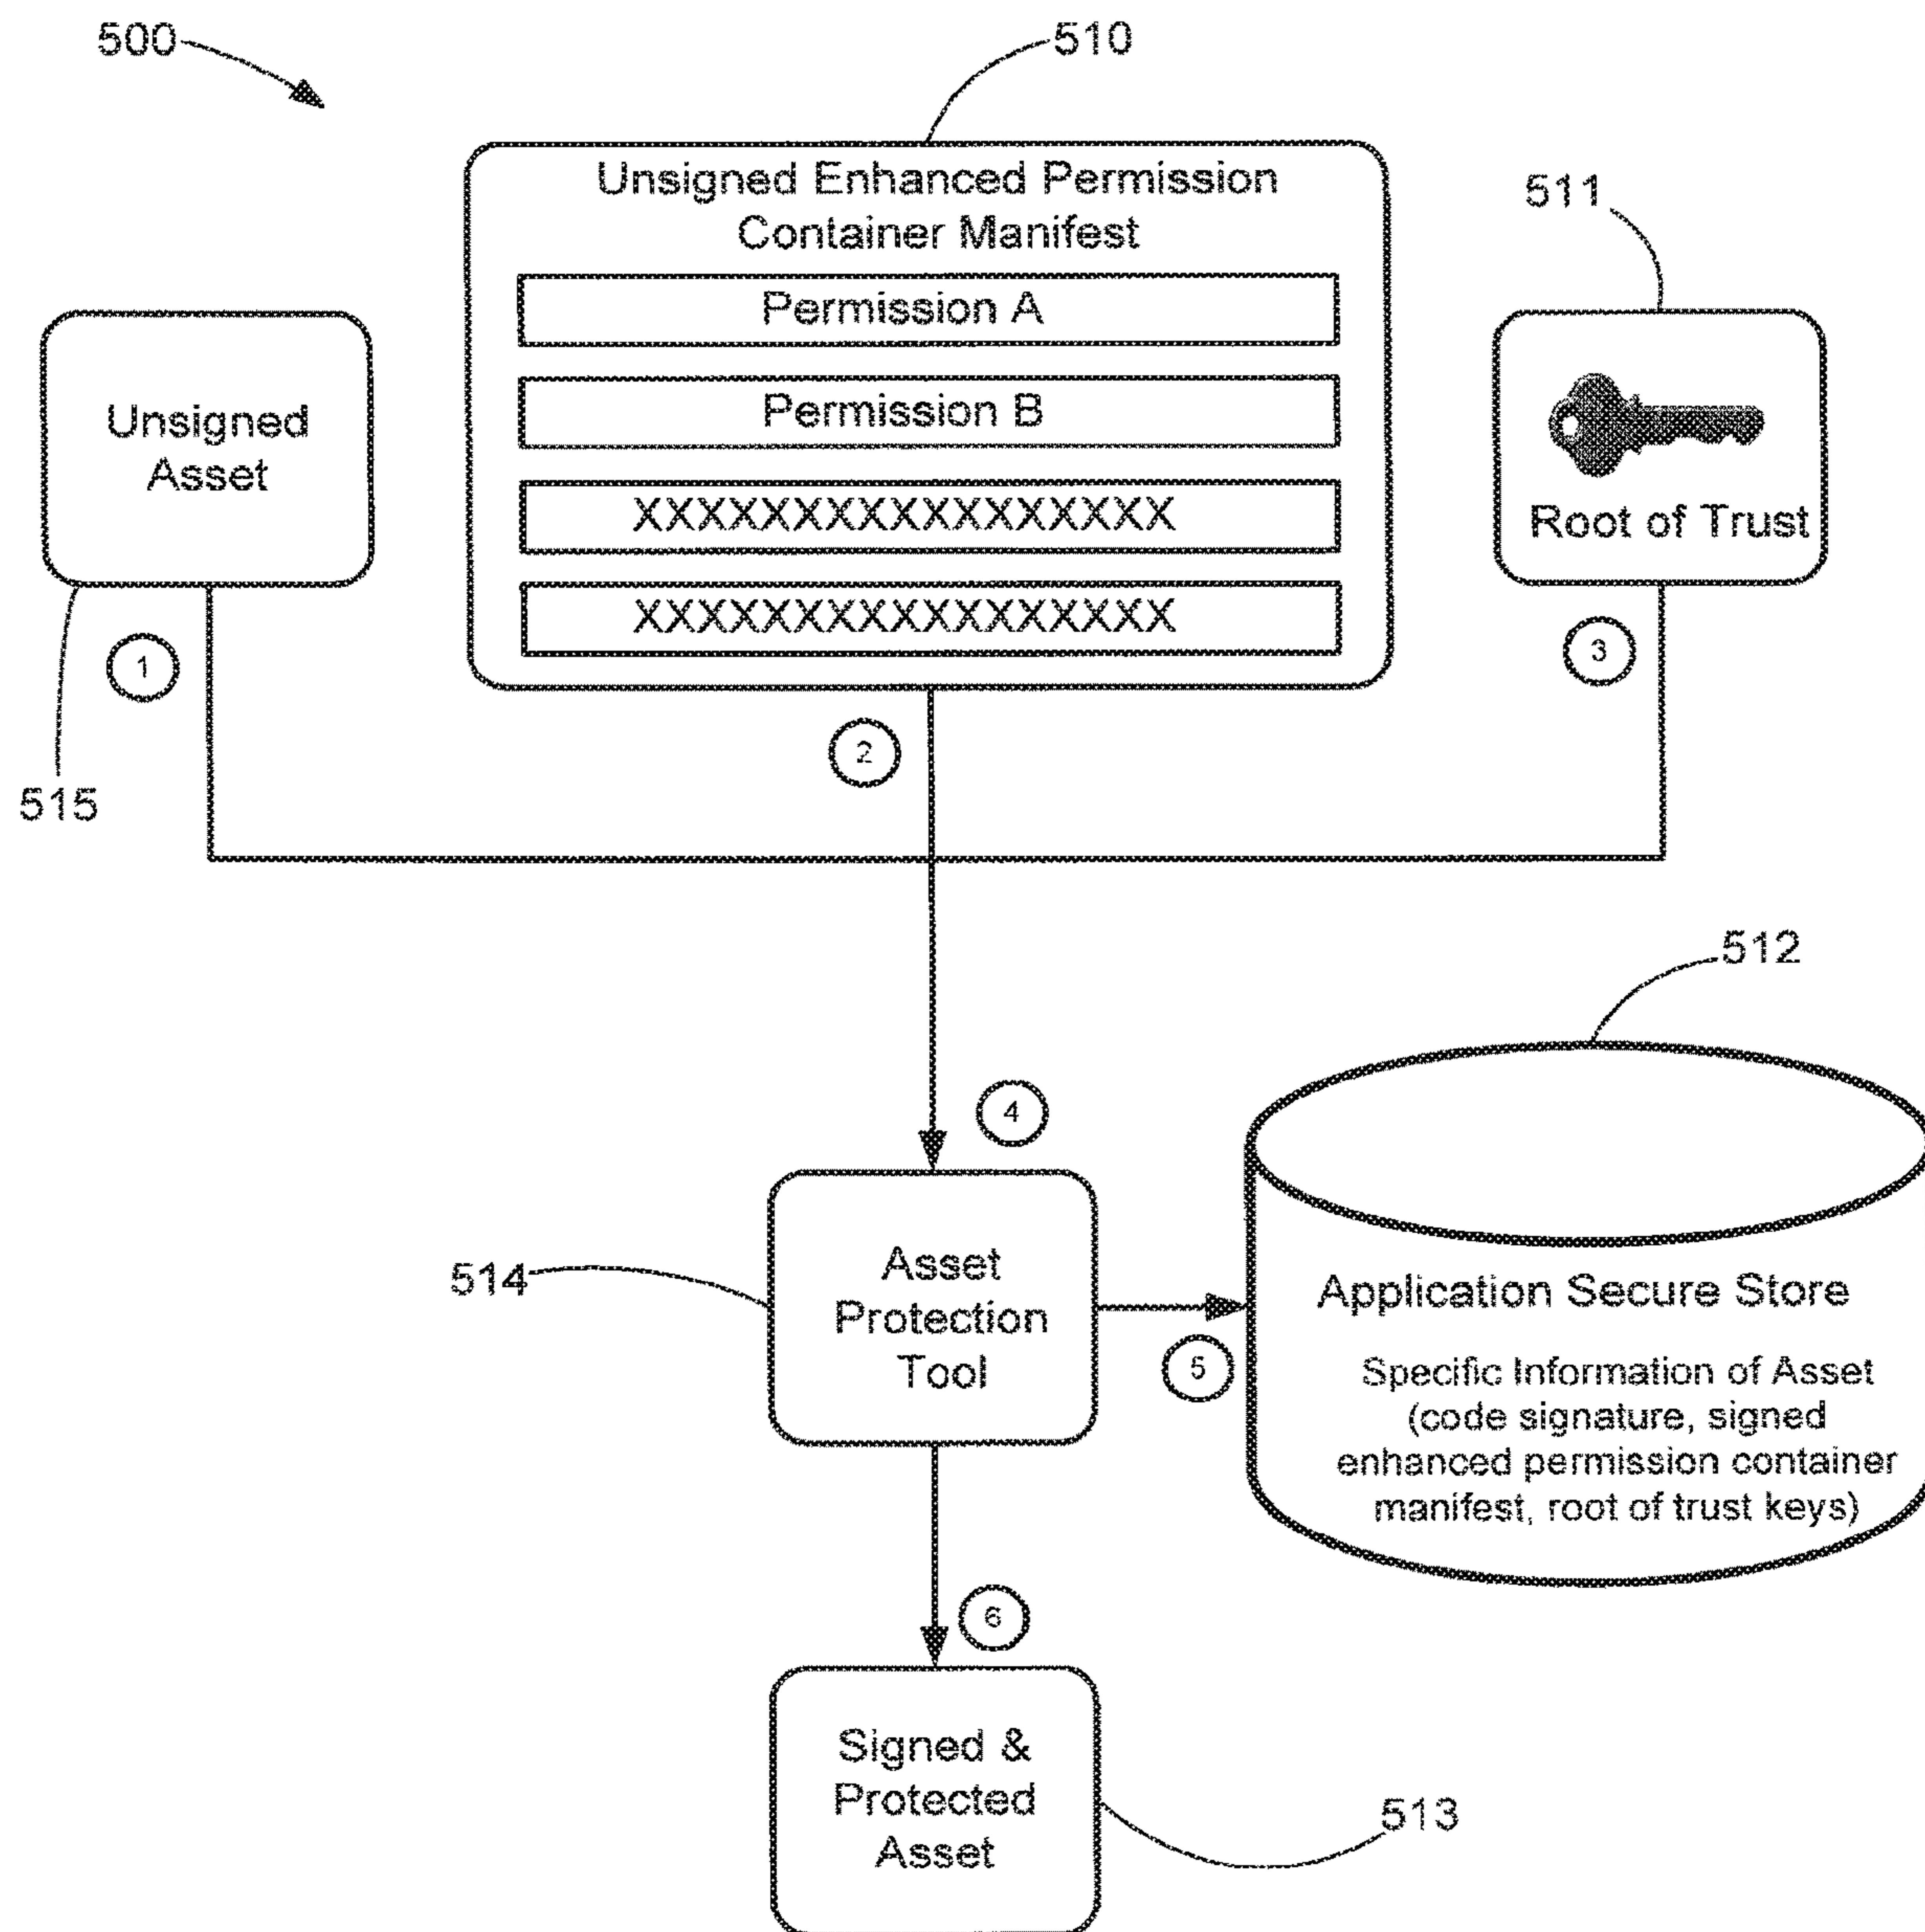 500
510
Unsigned Enhanced Permission
Container Manifest
511
Permission A
Permission B
Unsigned
Asset
XXXXXXXXXXXXXXXXX
Root of Trust
XXXXXXXXXXXXXXXXX
1
3
2
515
512
4
514
Asset
Protection
Tool
Application Secure Store
5
Specific Information of Asset
(code signature, signed
enhanced permission container
manifest, root of trust keys)
6
Signed &
Protected
Asset
513